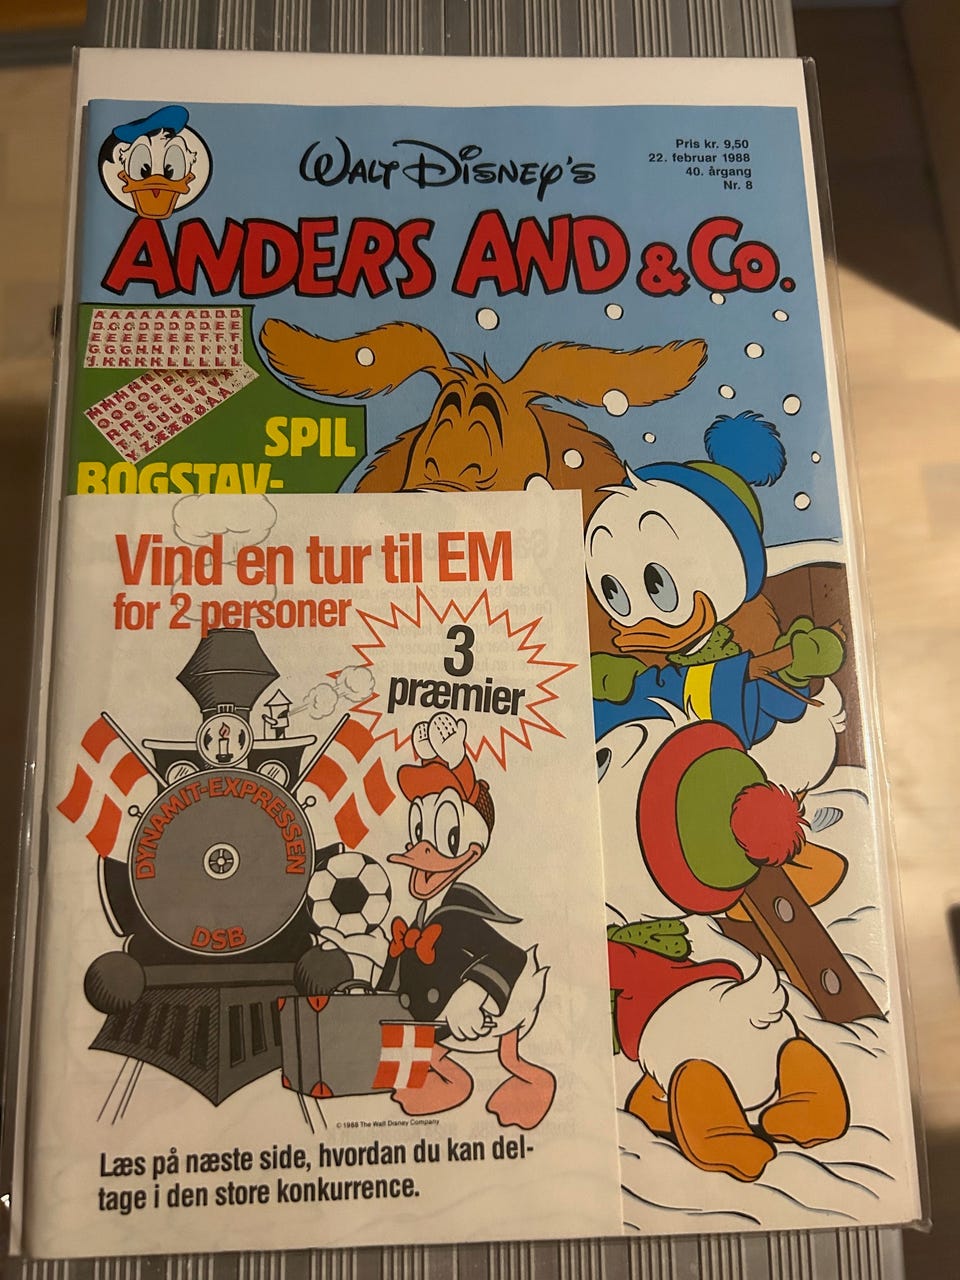 WALT DISNEY'S
Pris kr. 9,50
22. februar 1988
40. årgang
Nr. 8
ANDERS AND & Co.
SPIL
BOGSTAV-
Vind en tur til EM
for 2 personer
3
præmier
DYNAMIT-EXPRESSEN
DSB
© 1988 The Walt Disney Company
Læs på næste side, hvordan du kan del-
tage i den store konkurrence.